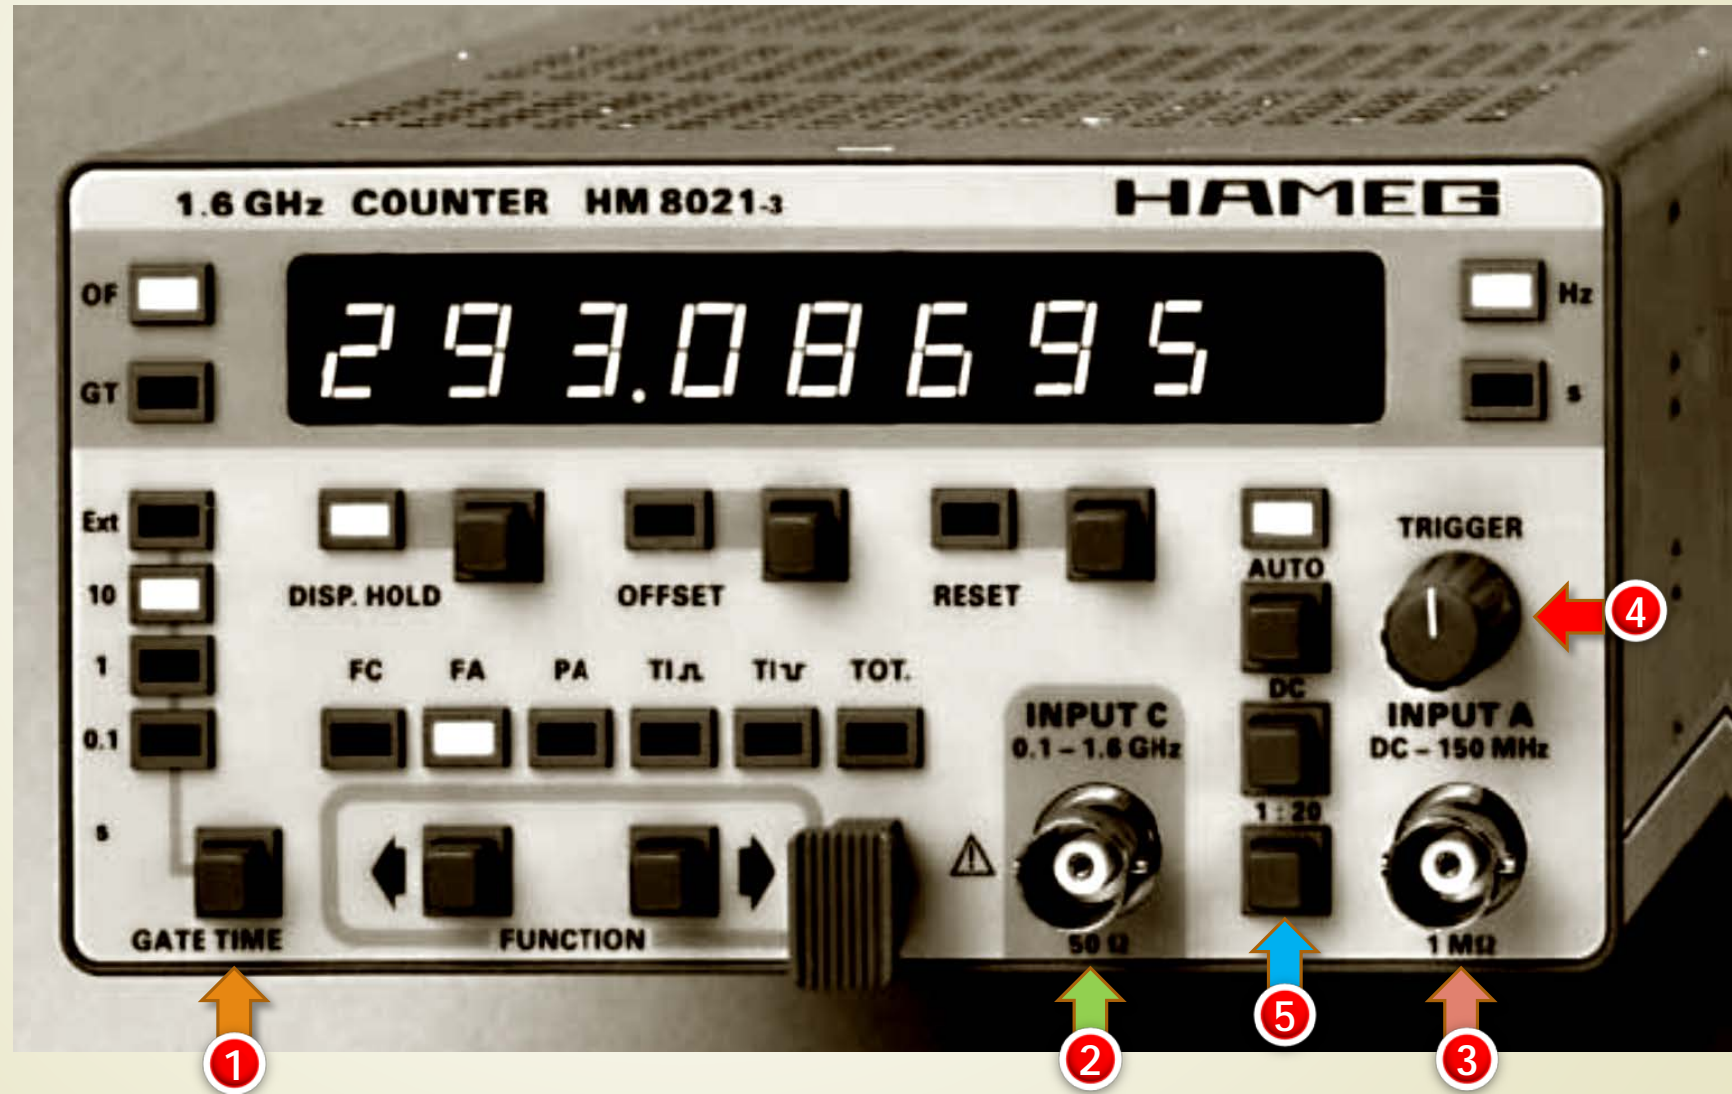 1.6 GHz COUNTER HM 8021-3
HAMEG
OF
293.08695
Hz
GT
s
Ext
10
1
0.1
s
GATE TIME
DISP. HOLD
OFFSET
RESET
AUTO
TRIGGER
DC
1 : 20
FC
FA
PA
TI
TI
TOT.
FUNCTION
INPUT C
0.1 – 1.6 GHz
50 Ω
INPUT A
DC – 150 MHz
1 MΩ
4
5
1
2
3